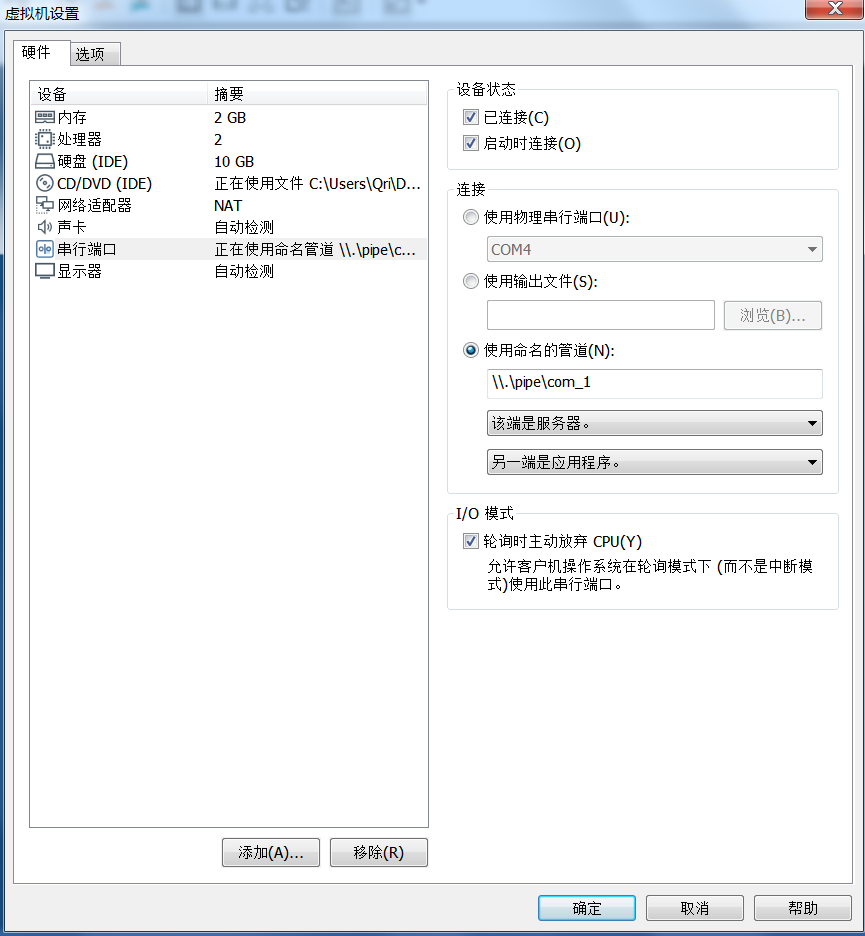 虚拟机设置
硬件
选项
设备 摘要
内存 2 GB
处理器 2
硬盘 (IDE) 10 GB
CD/DVD (IDE) 正在使用文件 C:\Users\Qri\D...
网络适配器 NAT
声卡 自动检测
串行端口 正在使用命名管道 \\.\pipe\c...
显示器 自动检测
添加(A)...
移除(R)
设备状态
已连接(C)
启动时连接(O)
连接
使用物理串行端口(U):
COM4
使用输出文件(S):
浏览(B)...
使用命名的管道(N):
\\.\pipe\com_1
该端是服务器。
另一端是应用程序。
I/O 模式
轮询时主动放弃 CPU(Y)
允许客户机操作系统在轮询模式下 (而不是中断模
式)使用此串行端口。
确定
取消
帮助